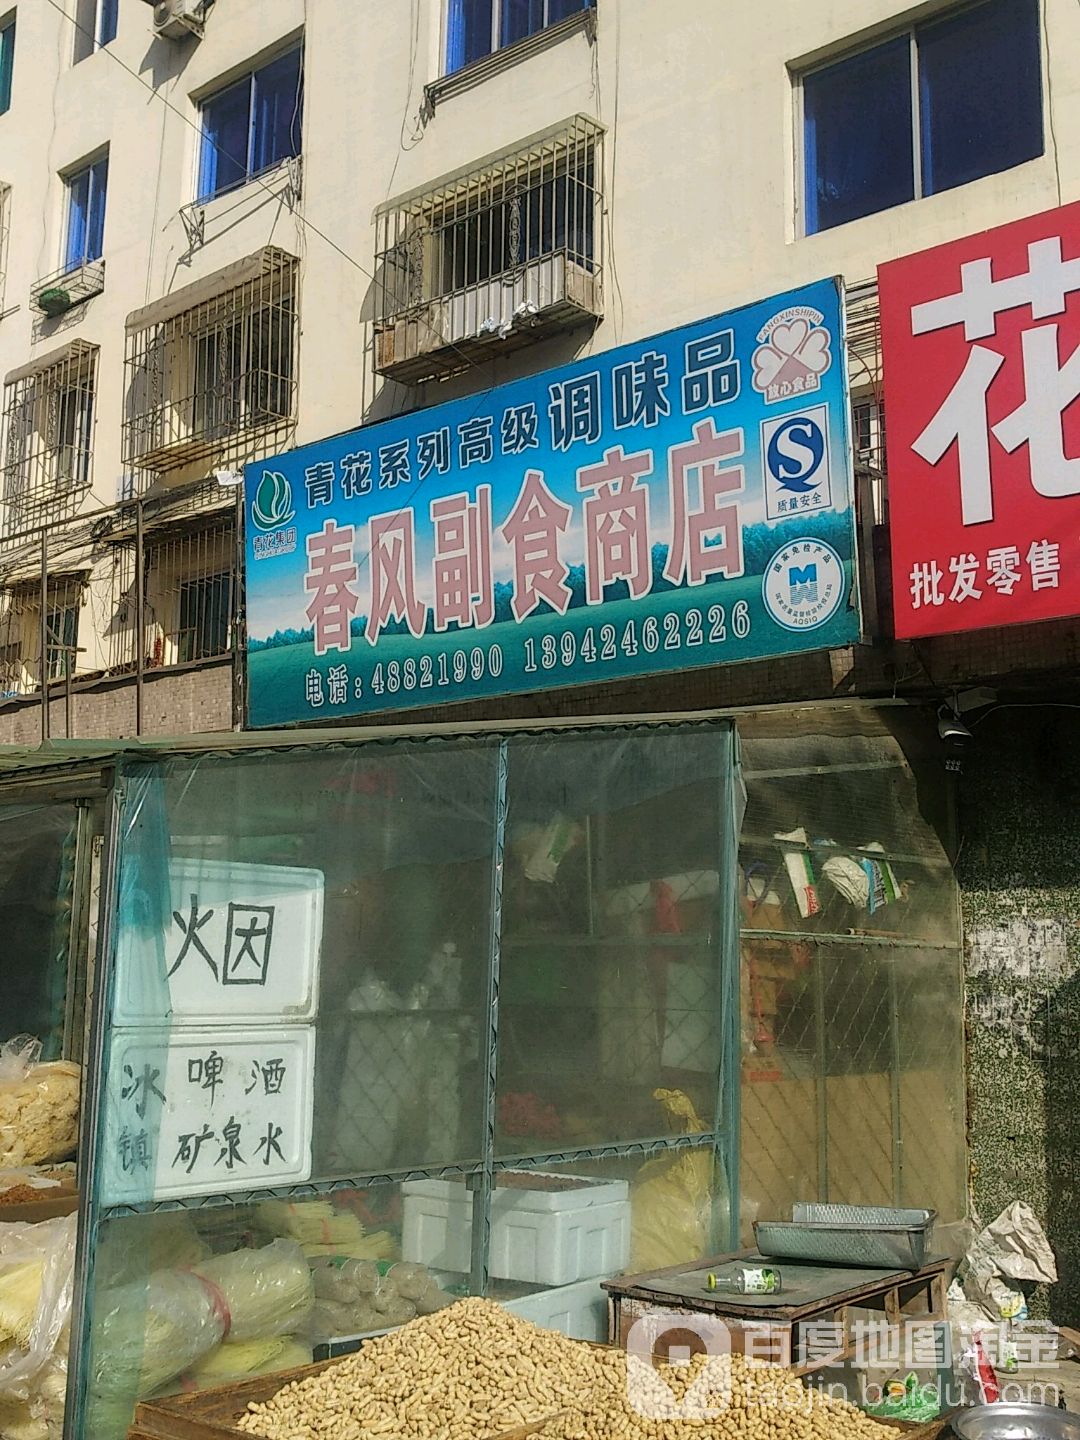 青花系列高级调味品
春风副食商店
电话：48821990 13942462226
青花集团
FANGXINSHIPIN
放心食品
质量安全
国家免检产品
AQSIQ
花
批发零售
烟
冰镇
啤酒
矿泉水
百度地图淘金
taojin.baidu.com